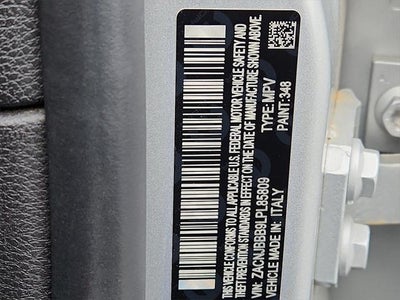 THIS VEHICLE CONFORMS TO ALL APPLICABLE U.S. FEDERAL MOTOR VEHICLE SAFETY AND
THEFT PREVENTION STANDARDS IN EFFECT ON THE DATE OF MANUFACTURE SHOWN ABOVE.
VIN: ZACNJBBB9LPL85809 TYPE: MPV
VEHICLE MADE IN: ITALY PAINT: 348